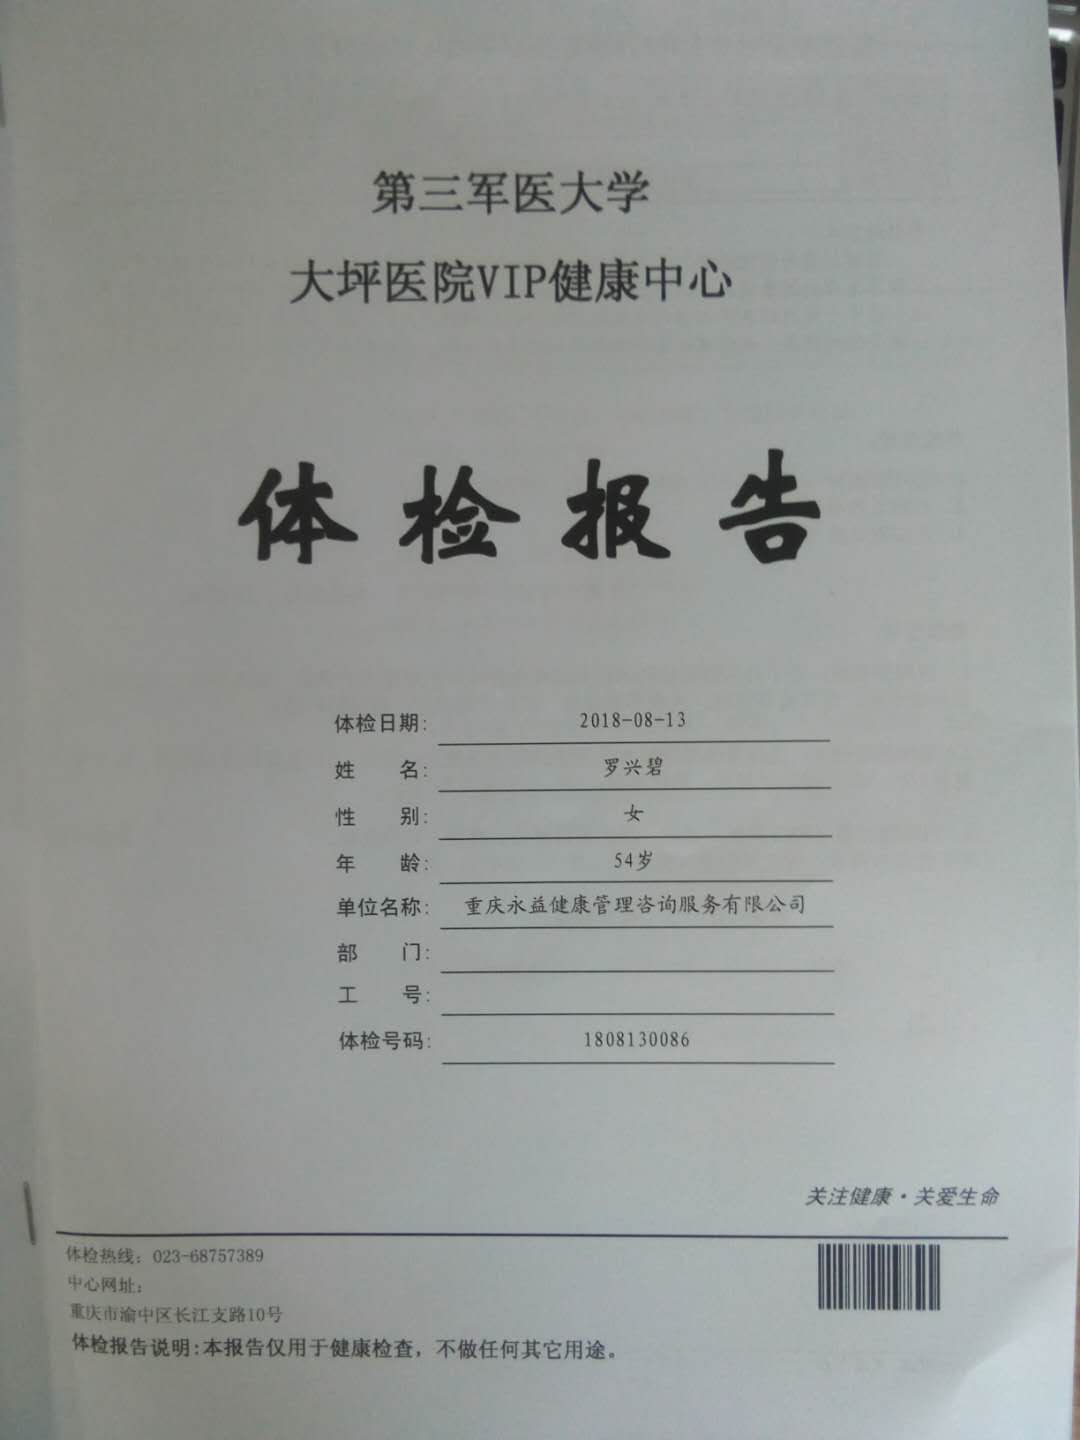 第三军医大学
大坪医院VIP健康中心
体检报告
体检日期: 2018-08-13
姓 名: 罗兴碧
性 别: 女
年 龄: 54岁
单位名称: 重庆永益健康管理咨询服务有限公司
部 门:
工 号:
体检号码: 1808130086
关注健康·关爱生命
体检热线: 023-68757389
中心网址:
重庆市渝中区长江支路10号
体检报告说明:本报告仅用于健康检查，不做任何其它用途。